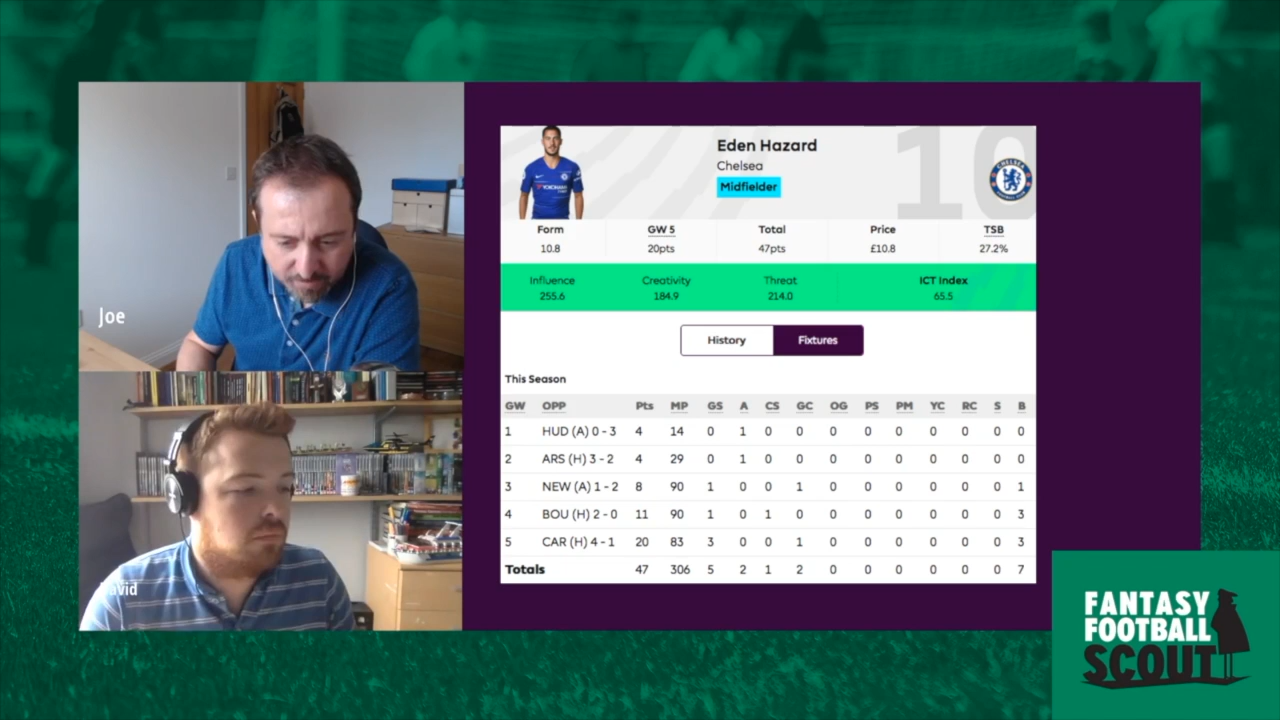 Joe
David
Eden Hazard
Chelsea
Midfielder
10
CHELSEA
YOKOHAMA
Form GW 5 Total Price TSB
10.8 20pts 47pts £10.8 27.2%
Influence Creativity Threat ICT Index
255.6 184.9 214.0 65.5
History Fixtures
This Season
GW OPP Pts MP GS A CS GC OG PS PM YC RC S B
1 HUD (A) 0 - 3 4 14 0 1 0 0 0 0 0 0 0 0 0
2 ARS (H) 3 - 2 4 29 0 1 0 0 0 0 0 0 0 0 0
3 NEW (A) 1 - 2 8 90 1 0 0 1 0 0 0 0 0 0 1
4 BOU (H) 2 - 0 11 90 1 0 1 0 0 0 0 0 0 0 3
5 CAR (H) 4 - 1 20 83 3 0 0 1 0 0 0 0 0 0 3
Totals 47 306 5 2 1 2 0 0 0 0 0 0 7
FANTASY
FOOTBALL
SCOUT